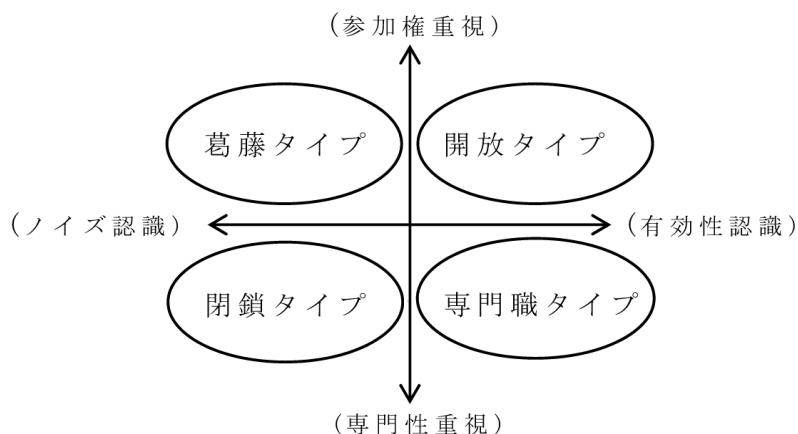 (参加権重視)
葛藤タイプ 開放タイプ
(ノイズ認識) (有効性認識)
閉鎖タイプ 専門職タイプ
(専門性重視)